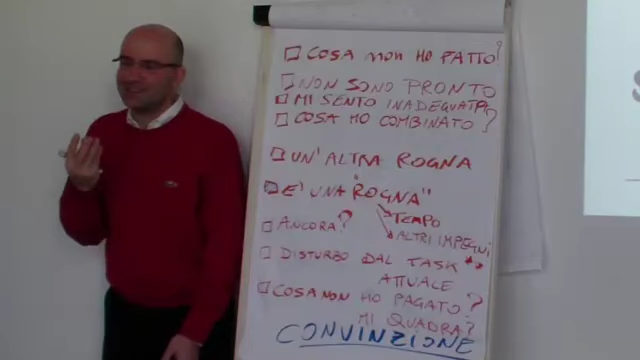 COSA NON HO FATTO?
NON SONO PRONTO
MI SENTO INADEGUATA
COSA HO COMBINATO?
UN'ALTRA ROGNA
E' UNA "ROGNA"
TEMPO
ANCORA?
ALTRI IMPEGNI
DISTURBO DAL TASK
ATTUALE
COSA NON HO PAGATO?
MI QUADRA?
CONVINZIONE
S